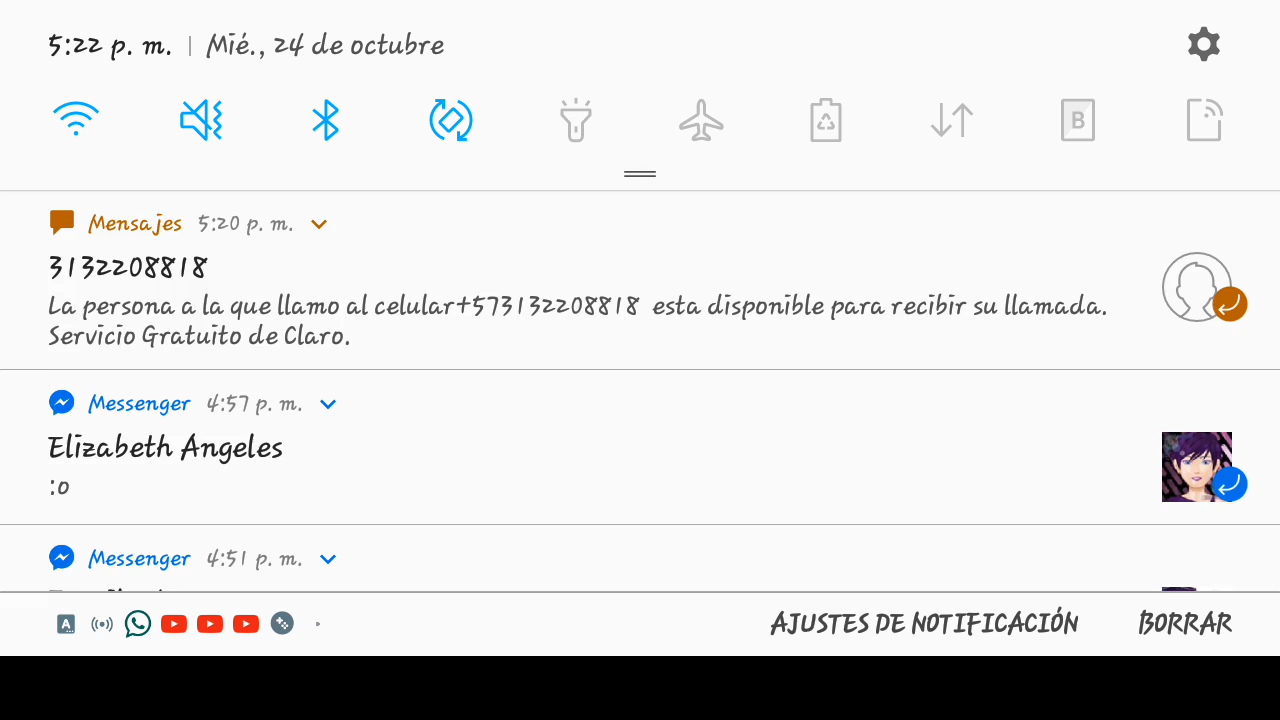 5:22 p. m. | Mié., 24 de octubre
B
Mensajes 5:20 p. m.
3132208818
La persona a la que llamo al celular+573132208818 esta disponible para recibir su llamada.
Servicio Gratuito de Claro.
Messenger 4:57 p. m.
Elizabeth Angeles
:o
Messenger 4:51 p. m.
A
AJUSTES DE NOTIFICACIÓN BORRAR